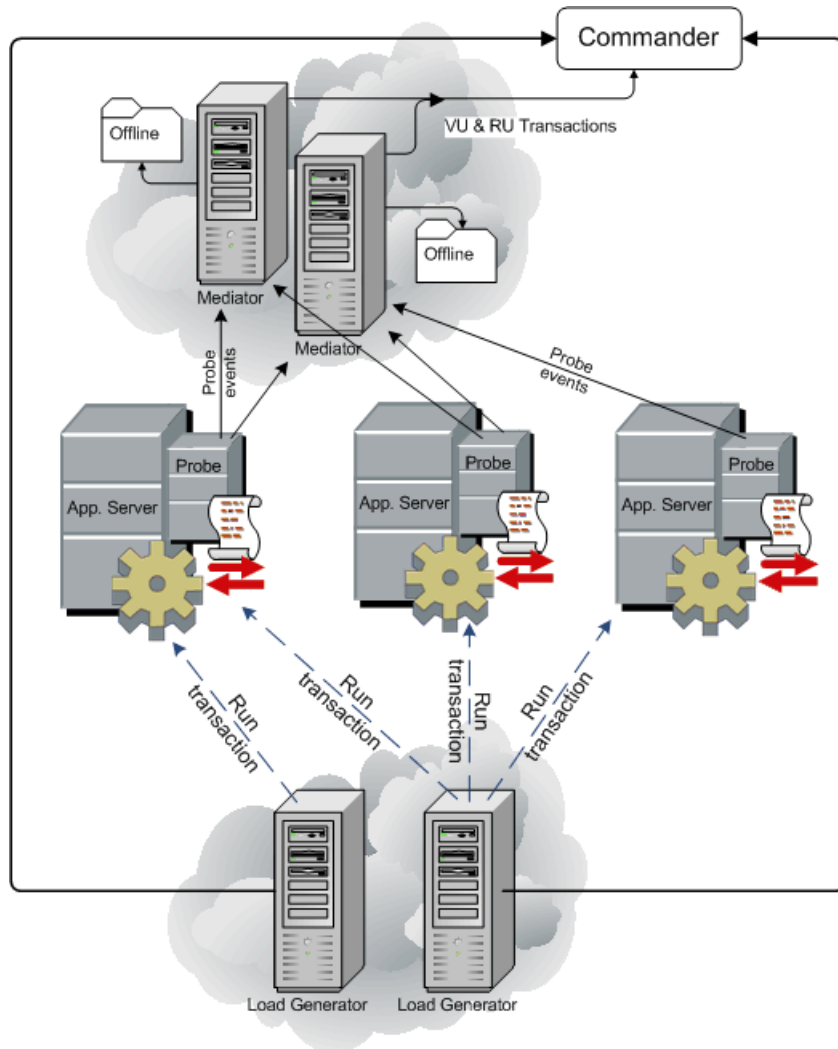 Commander
Offline
VU & RU Transactions
Offline
Mediator
Mediator
Probe
events
Probe
events
Probe
App. Server
Probe
App. Server
Probe
App. Server
Run
transaction
Run
transaction
Run
transaction
Run
transaction
Load Generator
Load Generator